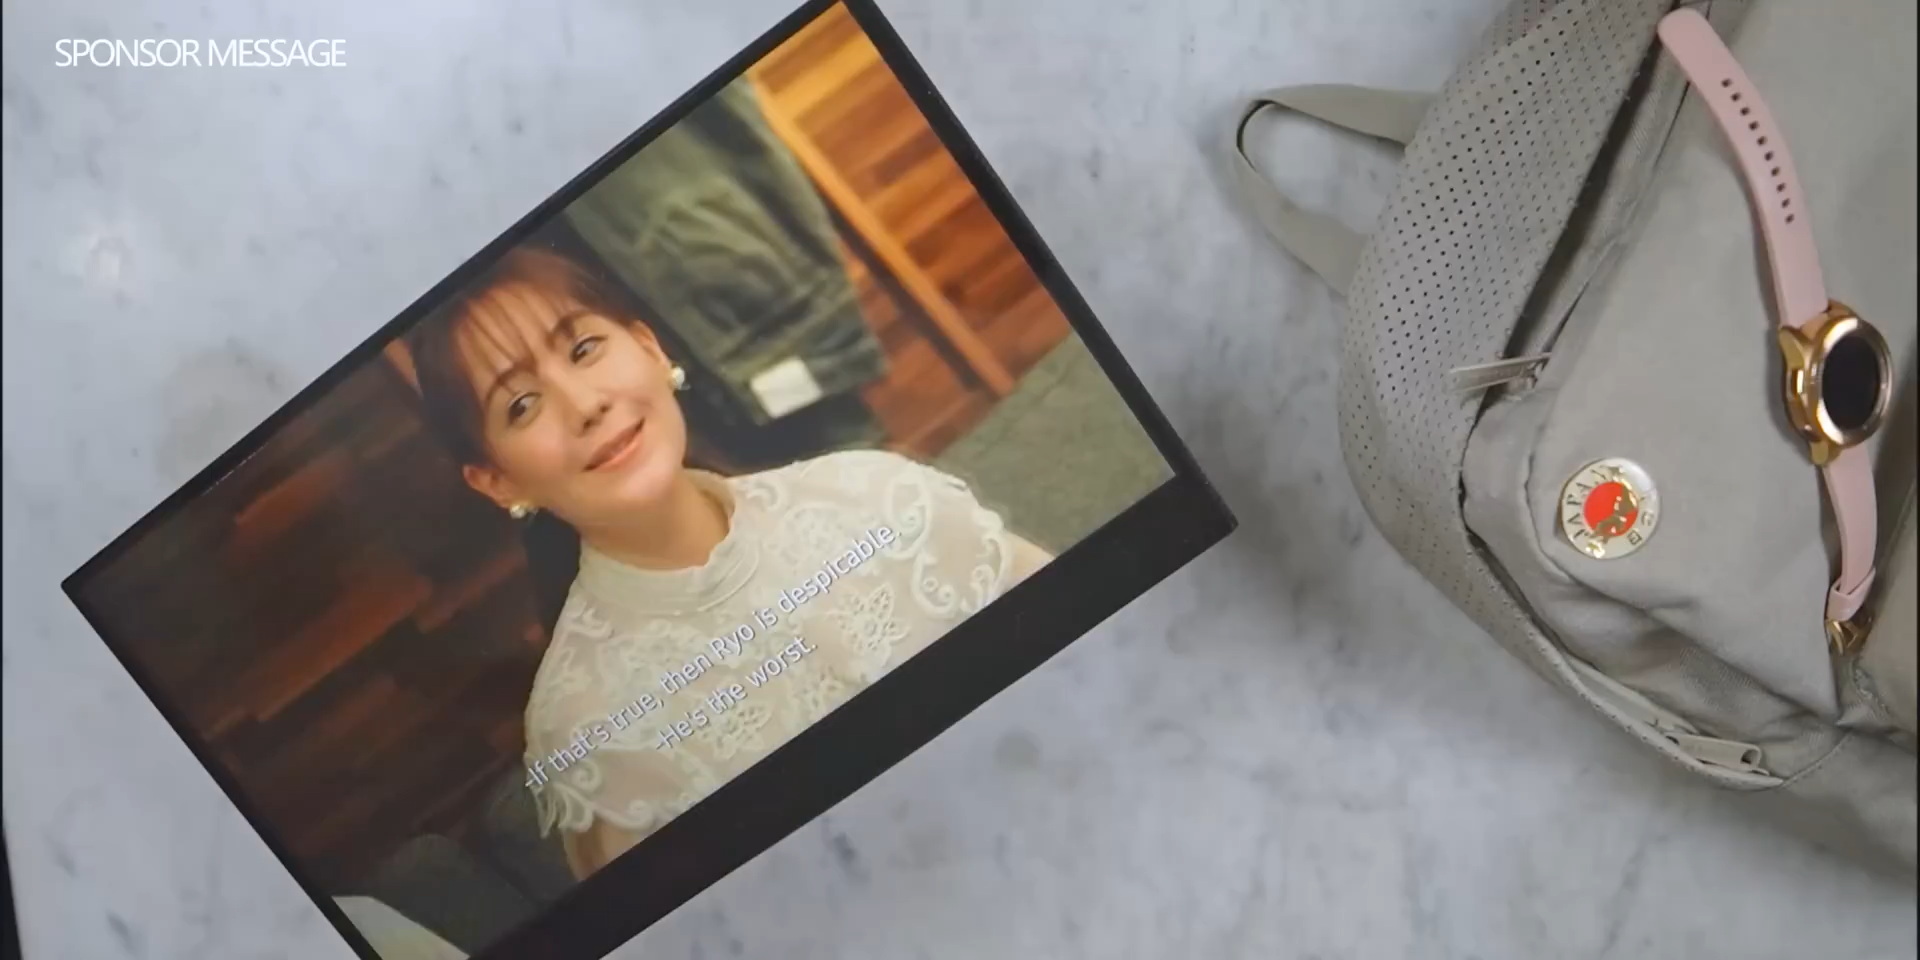 SPONSOR MESSAGE
-If that's true, then Ryo is despicable.
-He's the worst.
JAPAN